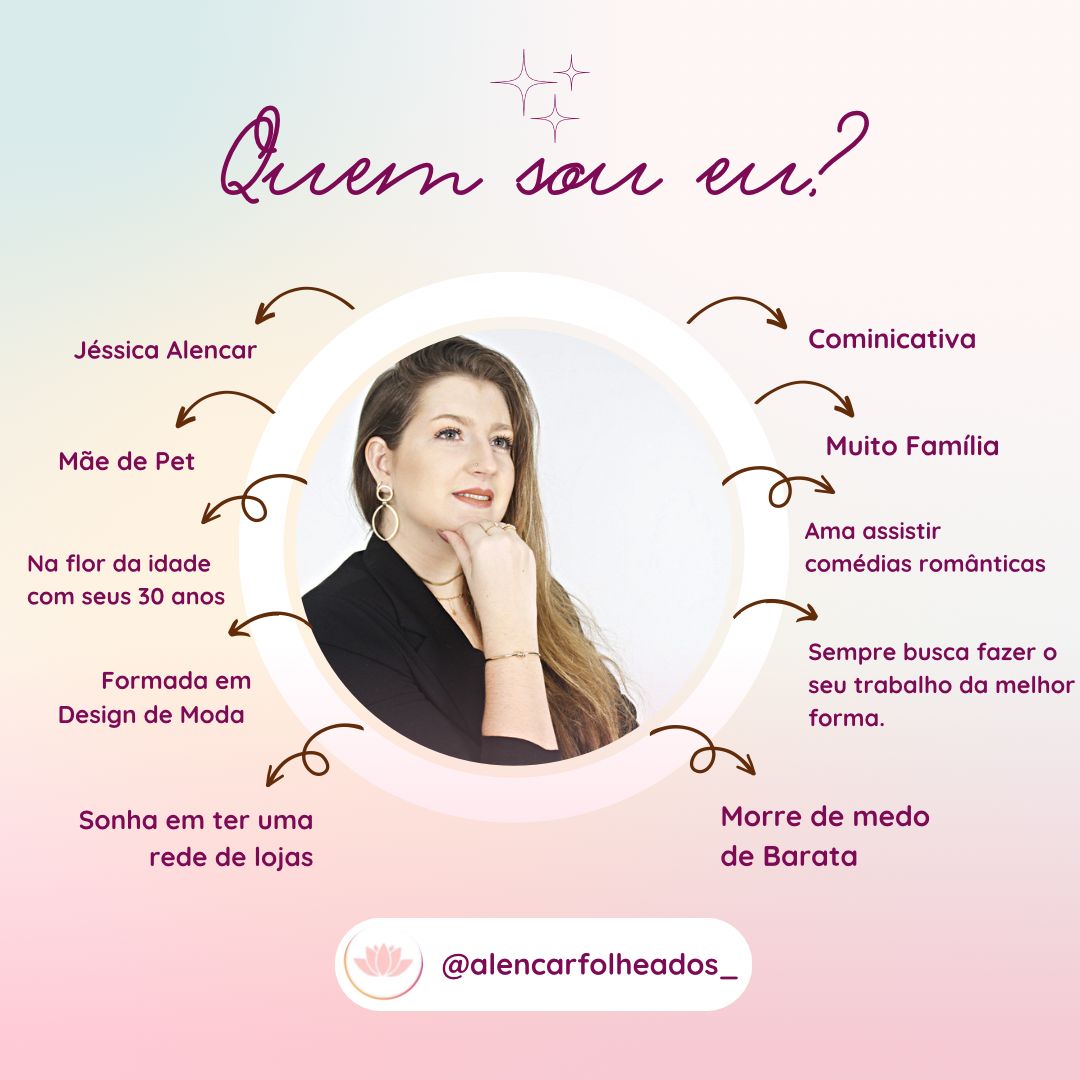 Quem sou eu?
Jéssica Alencar
Mãe de Pet
Na flor da idade
com seus 30 anos
Formada em
Design de Moda
Sonha em ter uma
rede de lojas
Cominicativa
Muito Família
Ama assistir
comédias românticas
Sempre busca fazer o
seu trabalho da melhor
forma.
Morre de medo
de Barata
@alencarfolheados_